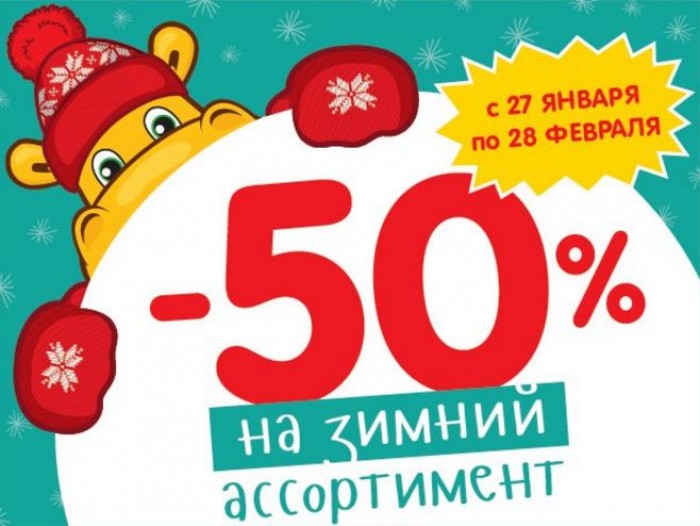 с 27 ЯНВАРЯ
по 28 ФЕВРАЛЯ
-50%
на зимний
ассортимент